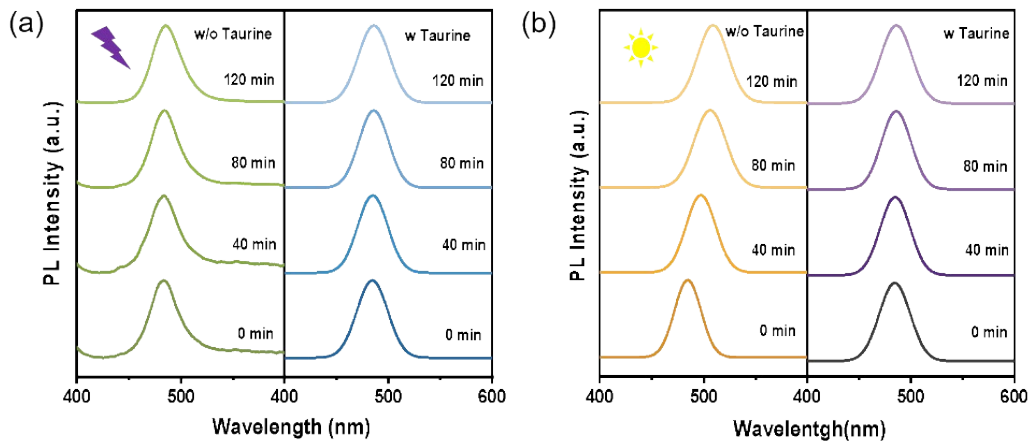 (a)
w/o Taurine
w Taurine
120 min
120 min
80 min
80 min
40 min
40 min
0 min
0 min
PL Intensity (a.u.)
400
500
400
500
600
Wavelength (nm)
(b)
w/o Taurine
w Taurine
120 min
120 min
80 min
80 min
40 min
40 min
0 min
0 min
PL Intensity (a.u.)
400
500
400
500
600
Wavelentgh(nm)